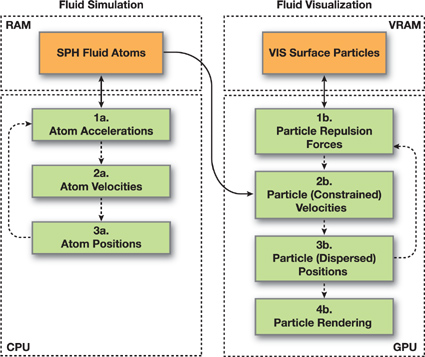 Fluid Simulation
RAM
SPH Fluid Atoms
1a.
Atom Accelerations
2a.
Atom Velocities
3a.
Atom Positions
CPU
Fluid Visualization
VRAM
VIS Surface Particles
1b.
Particle Repulsion
Forces
2b.
Particle (Constrained)
Velocities
3b.
Particle (Dispersed)
Positions
4b.
Particle Rendering
GPU